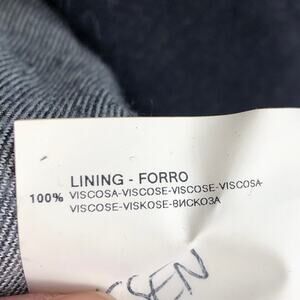 LINING - FORRO
100% VISCOSA-VISCOSE-VISCOSE-VISCOSA-
VISCOSE-VISKOSE-ВИСКОЗА